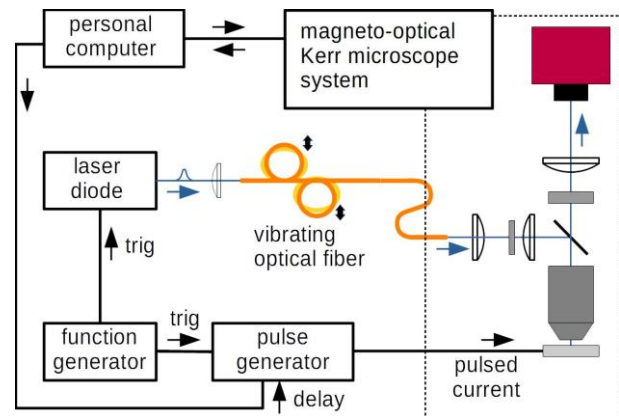 personal
computer
magneto-optical
Kerr microscope
system
laser
diode
vibrating
optical fiber
trig
function
generator
trig
pulse
generator
delay
pulsed
current